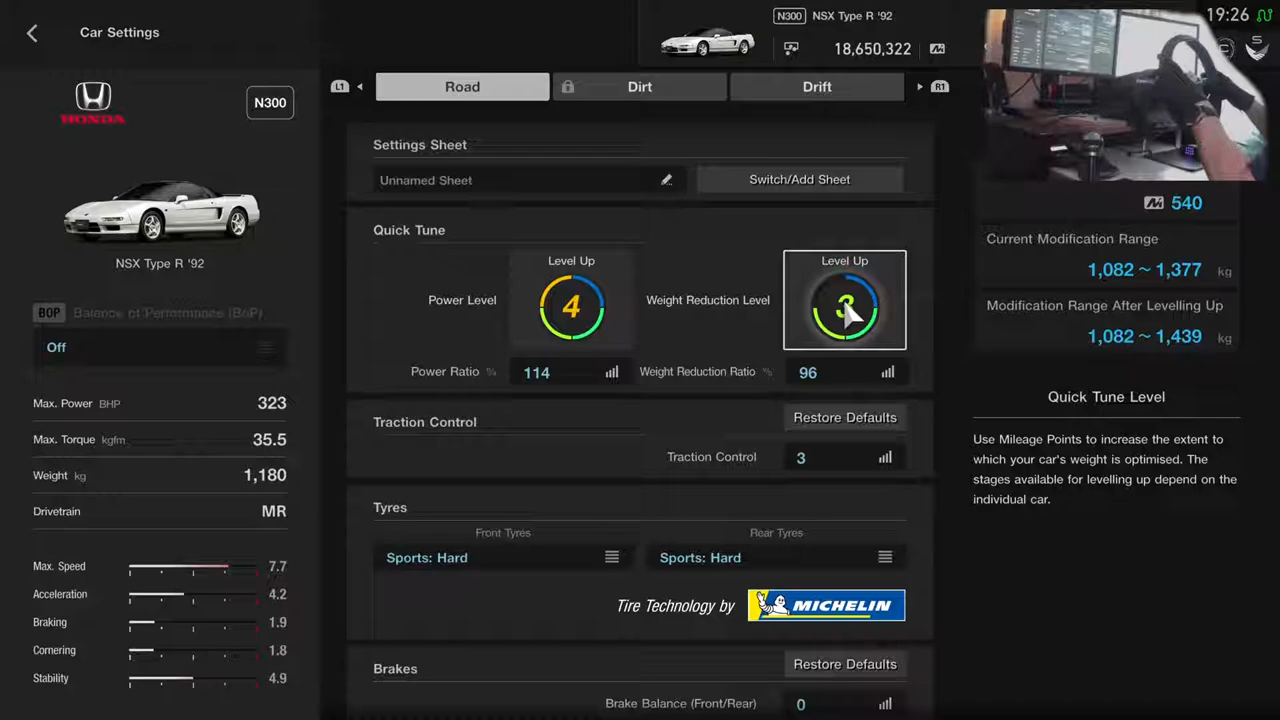 Car Settings
N300 NSX Type R '92
18,650,322
19:26
HONDA
N300
NSX Type R '92
BOP Balance of Performance (BoP)
Off
Max. Power BHP 323
Max. Torque kgfm 35.5
Weight kg 1,180
Drivetrain MR
Max. Speed 7.7
Acceleration 4.2
Braking 1.9
Cornering 1.8
Stability 4.9
L1 Road Dirt Drift R1
Settings Sheet
Unnamed Sheet Switch/Add Sheet
Quick Tune
Level Up Level Up
Power Level 4 Weight Reduction Level 3
Power Ratio % 114 Weight Reduction Ratio % 96
Traction Control Restore Defaults
Traction Control 3
Tyres
Front Tyres Rear Tyres
Sports: Hard Sports: Hard
Tire Technology by MICHELIN
Brakes Restore Defaults
Brake Balance (Front/Rear) 0
540
Current Modification Range
1,082 ~ 1,377 kg
Modification Range After Levelling Up
1,082 ~ 1,439 kg
Quick Tune Level
Use Mileage Points to increase the extent to
which your car's weight is optimised. The
stages available for levelling up depend on the
individual car.